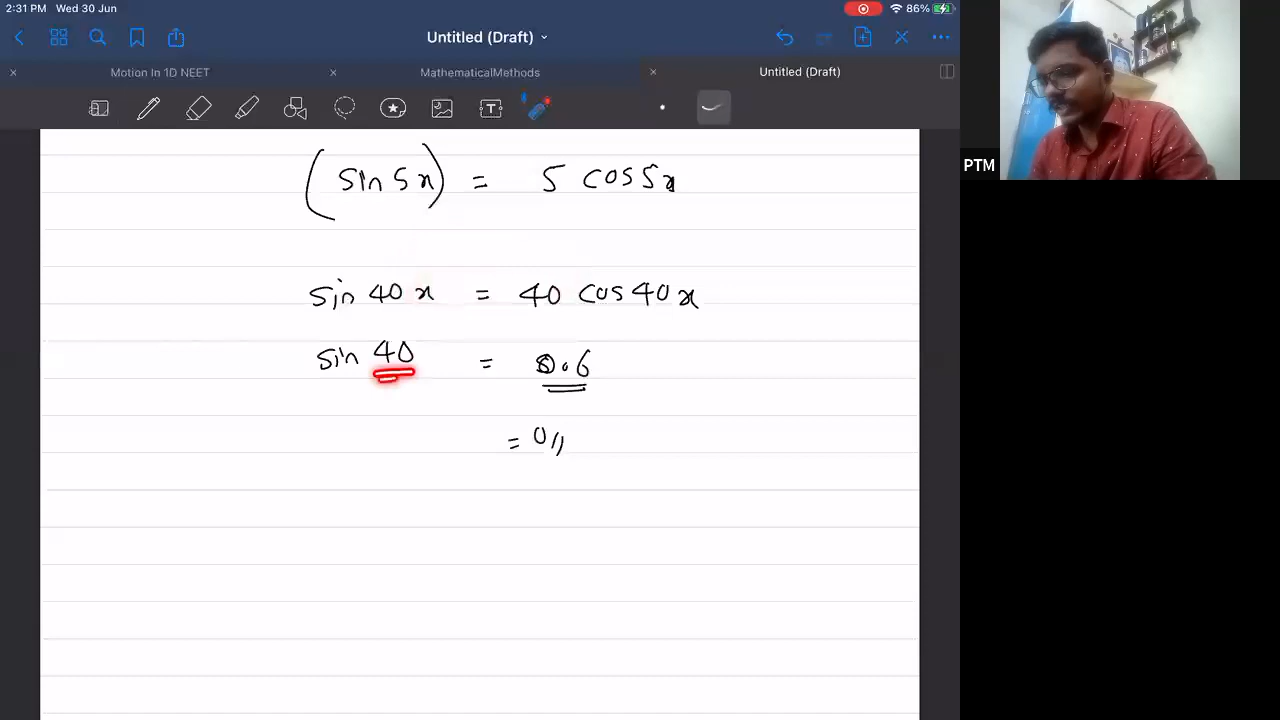 2:31 PM Wed 30 Jun
86%
Untitled (Draft)
Motion In 1D NEET
MathematicalMethods
Untitled (Draft)
T
PTM
(sin 5x) = 5 cos 5x
sin 40x = 40 cos 40x
sin 40 = 0.6
= 0//